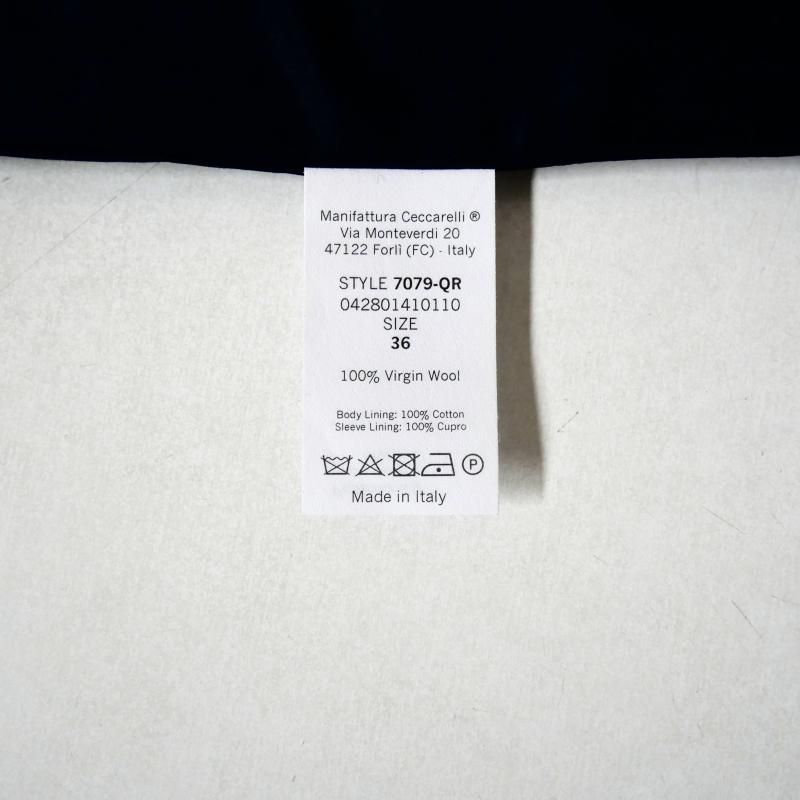 Manifattura Ceccarelli ®
Via Monteverdi 20
47122 Forlì (FC) - Italy
STYLE 7079-QR
042801410110
SIZE
36
100% Virgin Wool
Body Lining: 100% Cotton
Sleeve Lining: 100% Cupro
P
Made in Italy